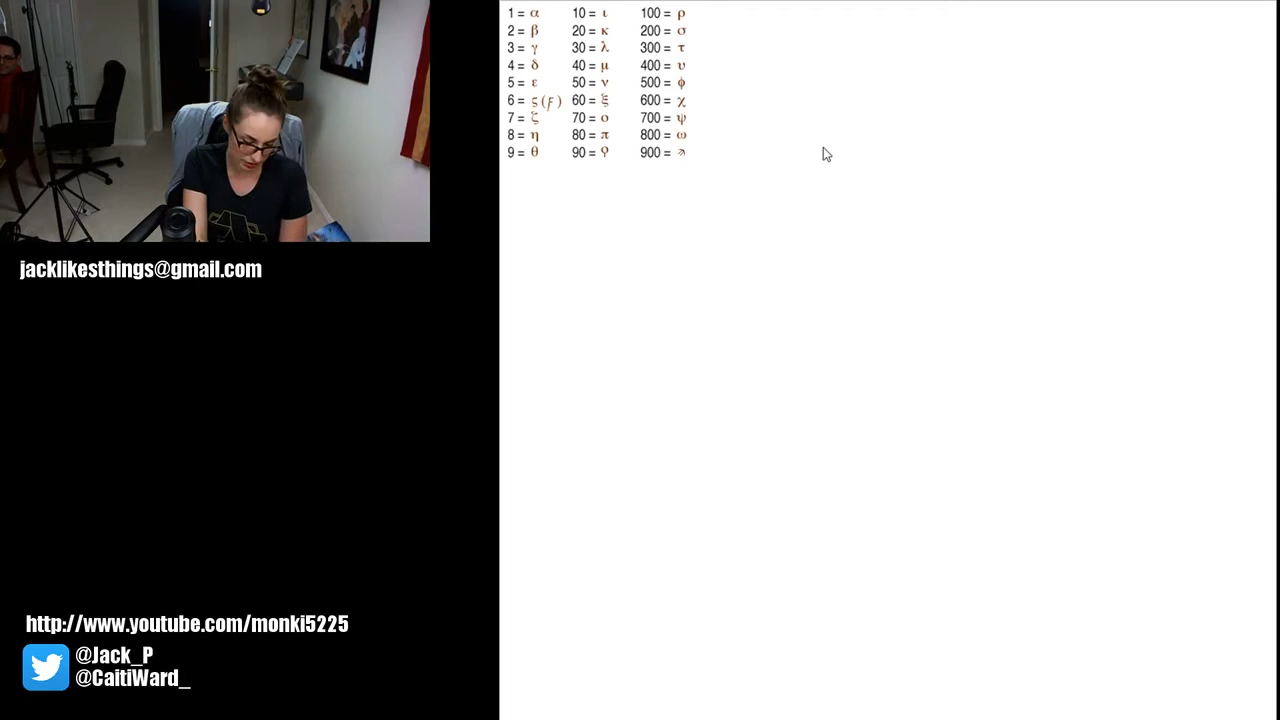 1 = α 10 = ι 100 = ρ
2 = β 20 = κ 200 = σ
3 = γ 30 = λ 300 = τ
4 = δ 40 = μ 400 = υ
5 = ε 50 = ν 500 = ϕ
6 = ς (ϝ) 60 = ξ 600 = χ
7 = ζ 70 = ο 700 = ψ
8 = η 80 = π 800 = ω
9 = θ 90 = ϙ 900 = ϡ
jacklikesthings@gmail.com
http://www.youtube.com/monki5225
@Jack_P
@CaitiWard_